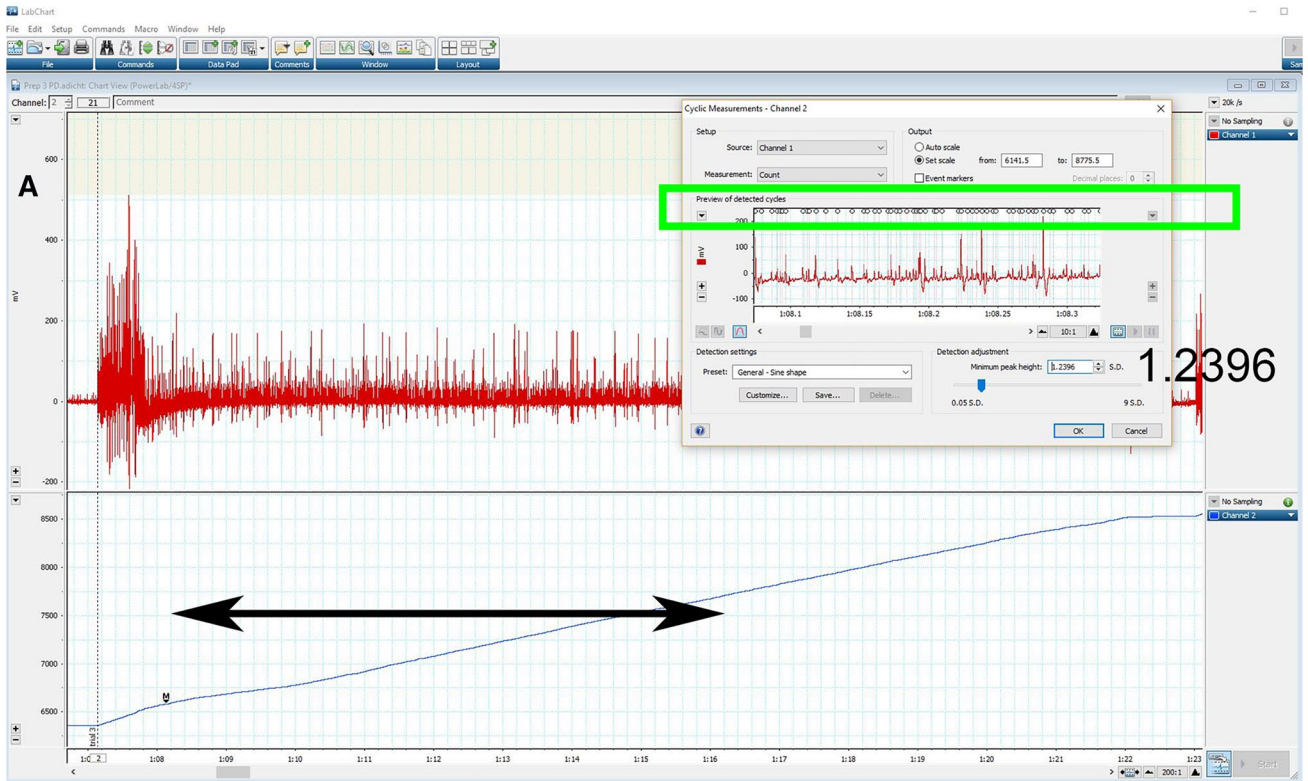 LabChart
File Edit Setup Commands Macro Window Help
File Commands Data Pad Comments Window Layout Sam
Prep 3 PD.adicht: Chart View (PowerLab/4SP)*
Channel: 2 21 Comment
20k /s
A
mV
600
400
200
0
-200
No Sampling
Channel 1
Cyclic Measurements - Channel 2
Setup
Source: Channel 1
Measurement: Count
Output
Auto scale
Set scale from: 6141.5 to: 8775.5
Event markers Decimal places: 0
Preview of detected cycles
mV
200
100
0
-100
1:08.1 1:08.15 1:08.2 1:08.25 1:08.3
10:1
Detection settings
Preset: General - Sine shape
Customize... Save... Delete...
Detection adjustment
Minimum peak height: 1.2396 S.D.
0.05 S.D. 9 S.D.
OK Cancel
1.2396
8500
8000
7500
7000
6500
M
trial 3
No Sampling
Channel 2
2 1:08 1:09 1:10 1:11 1:12 1:13 1:14 1:15 1:16 1:17 1:18 1:19 1:20 1:21 1:22 1:23
200:1
Start